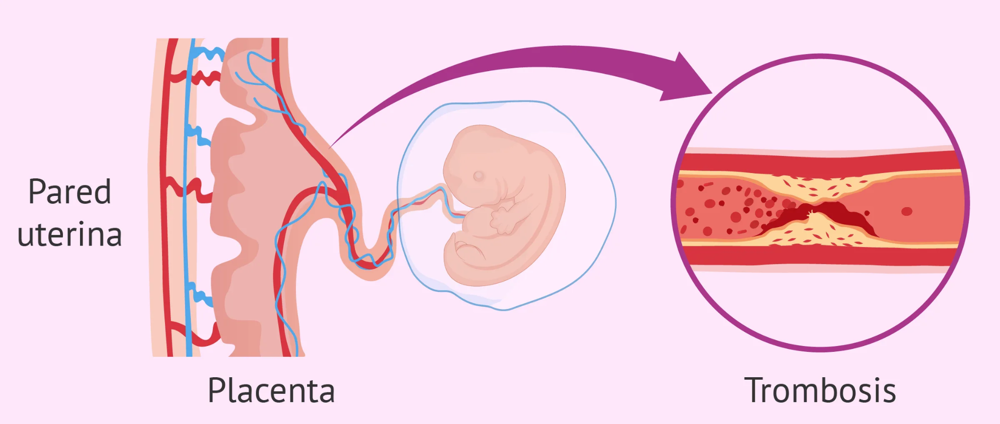 Pared
uterina
Placenta
Trombosis